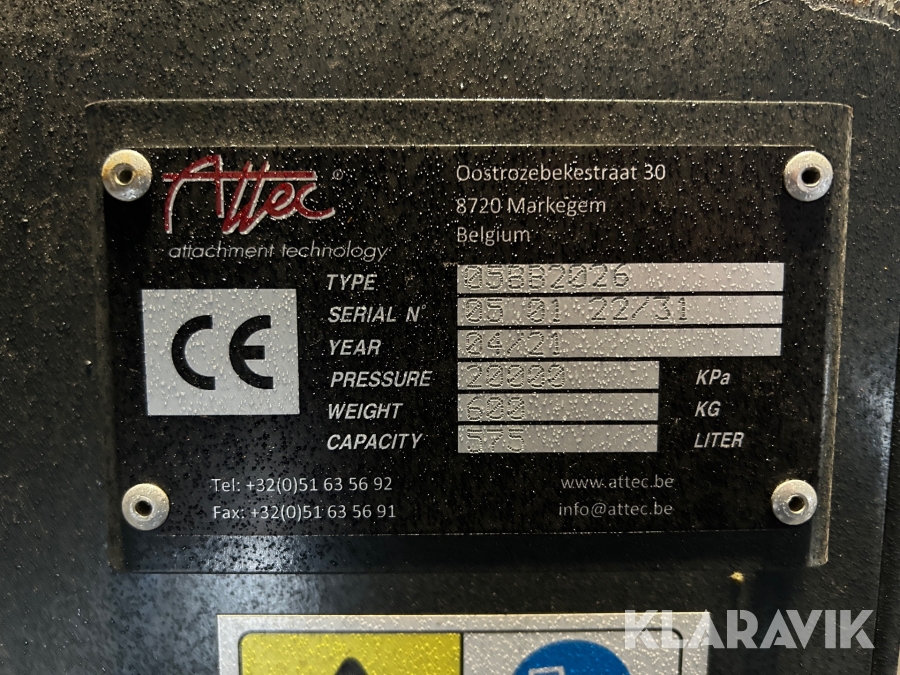 Attec ©
attachment technology
Oostrozebekestraat 30
8720 Markegem
Belgium
CE
TYPE 05BB2026
SERIAL N° 05 01 22/31
YEAR 04/21
PRESSURE 20000 KPa
WEIGHT 600 KG
CAPACITY 575 LITER
Tel: +32(0)51 63 56 92
Fax: +32(0)51 63 56 91
www.attec.be
info@attec.be
KLARAVIK